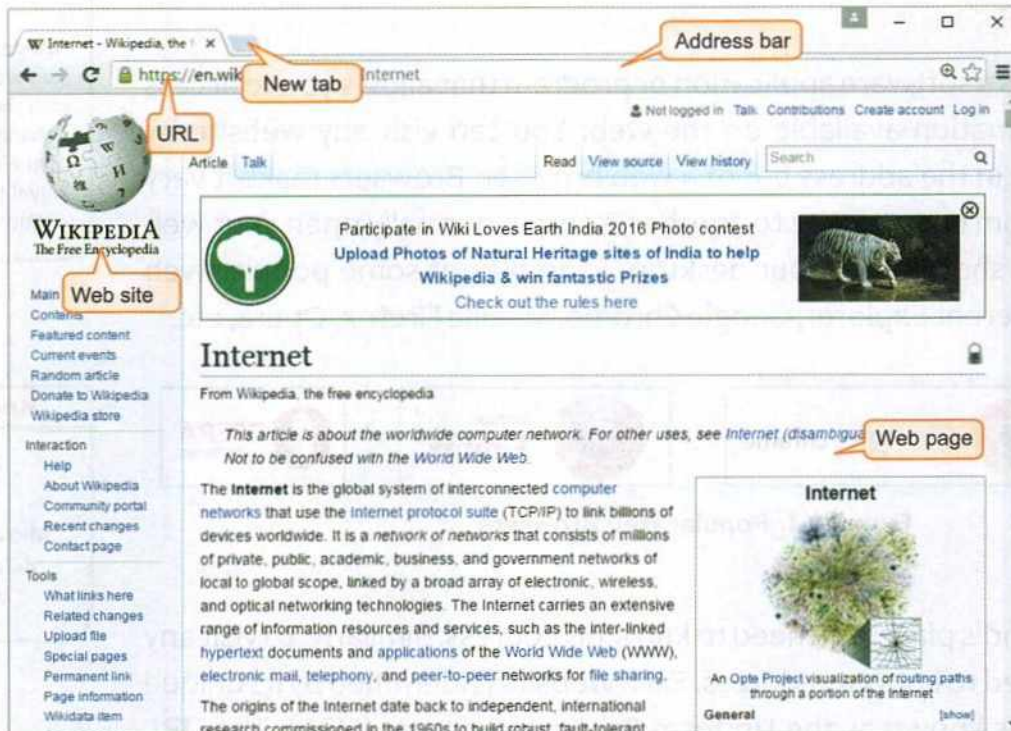 W Internet - Wikipedia, the f
Address bar
New tab
https://en.wik
Internet
URL
Not logged in Talk Contributions Create account Log in
Article Talk
Read View source View history Search
WIKIPEDIA
The Free Encyclopedia
Web site
Participate in Wiki Loves Earth India 2016 Photo contest
Upload Photos of Natural Heritage sites of India to help
Wikipedia & win fantastic Prizes
Check out the rules here
Main
Contents
Featured content
Current events
Random article
Donate to Wikipedia
Wikipedia store
Interaction
Help
About Wikipedia
Community portal
Recent changes
Contact page
Tools
What links here
Related changes
Upload file
Special pages
Permanent link
Page information
Wikidata item
Internet
From Wikipedia, the free encyclopedia
This article is about the worldwide computer network. For other uses, see Internet (disambigua
Not to be confused with the World Wide Web.
Web page
The Internet is the global system of interconnected computer
networks that use the Internet protocol suite (TCP/IP) to link billions of
devices worldwide. It is a network of networks that consists of millions
of private, public, academic, business, and government networks of
local to global scope, linked by a broad array of electronic, wireless,
and optical networking technologies. The Internet carries an extensive
range of information resources and services, such as the inter-linked
hypertext documents and applications of the World Wide Web (WWW),
electronic mail, telephony, and peer-to-peer networks for file sharing.
The origins of the Internet date back to independent, international
research commissioned in the 1960s to build robust, fault-tolerant
Internet
An Opte Project visualization of routing paths
through a portion of the Internet
General [show]